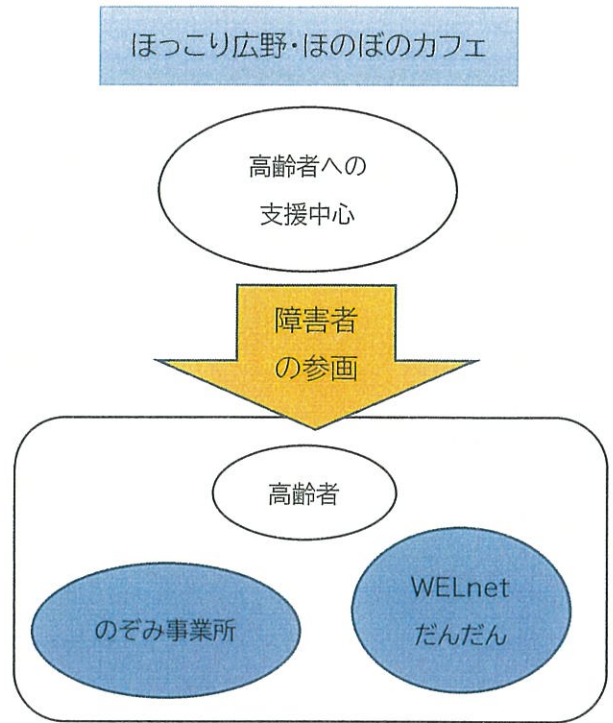 ほっこり広野・ほのぼのカフェ
高齢者への
支援中心
障害者
の参画
高齢者
のぞみ事業所
WELnet
だんだん